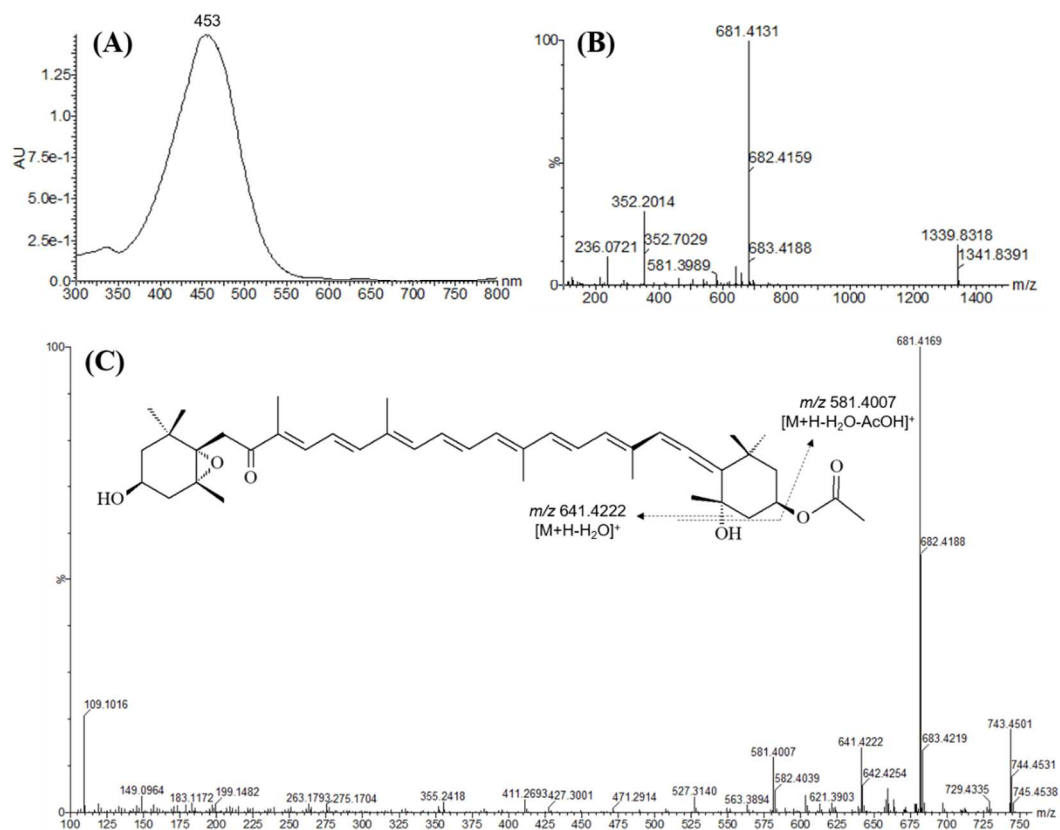 (A)
453
AU
1.25
1.0
7.5e-1
5.0e-1
2.5e-1
0.0
300 350 400 450 500 550 600 650 700 750 800 nm
(B)
100
%
0
681.4131
682.4159
683.4188
352.2014
352.7029
236.0721
581.3989
1339.8318
1341.8391
200 400 600 800 1000 1200 1400 m/z
(C)
100
%
0
HO
O
O
m/z 641.4222
[M+H-H2O]+
m/z 581.4007
[M+H-H2O-AcOH]+
OH
O
O
681.4169
682.4188
683.4219
109.1016
149.0964
183.1172
199.1482
263.1793
275.1704
355.2418
411.2693
427.3001
471.2914
527.3140
563.3894
581.4007
582.4039
621.3903
641.4222
642.4254
729.4335
743.4501
744.4531
745.4538
100 125 150 175 200 225 250 275 300 325 350 375 400 425 450 475 500 525 550 575 600 625 650 675 700 725 750 m/z